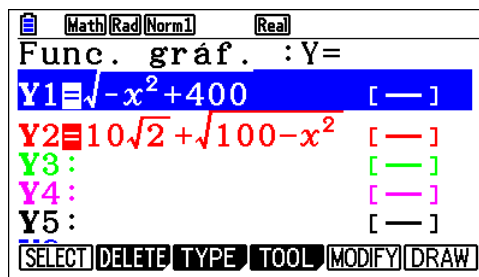 Math Rad Norm1 Real
Func. gráf. :Y=
Y1=√-x²+400 [—]
Y2=10√2+√100-x² [—]
Y3: [—]
Y4: [—]
Y5: [—]
SELECT DELETE TYPE TOOL MODIFY DRAW